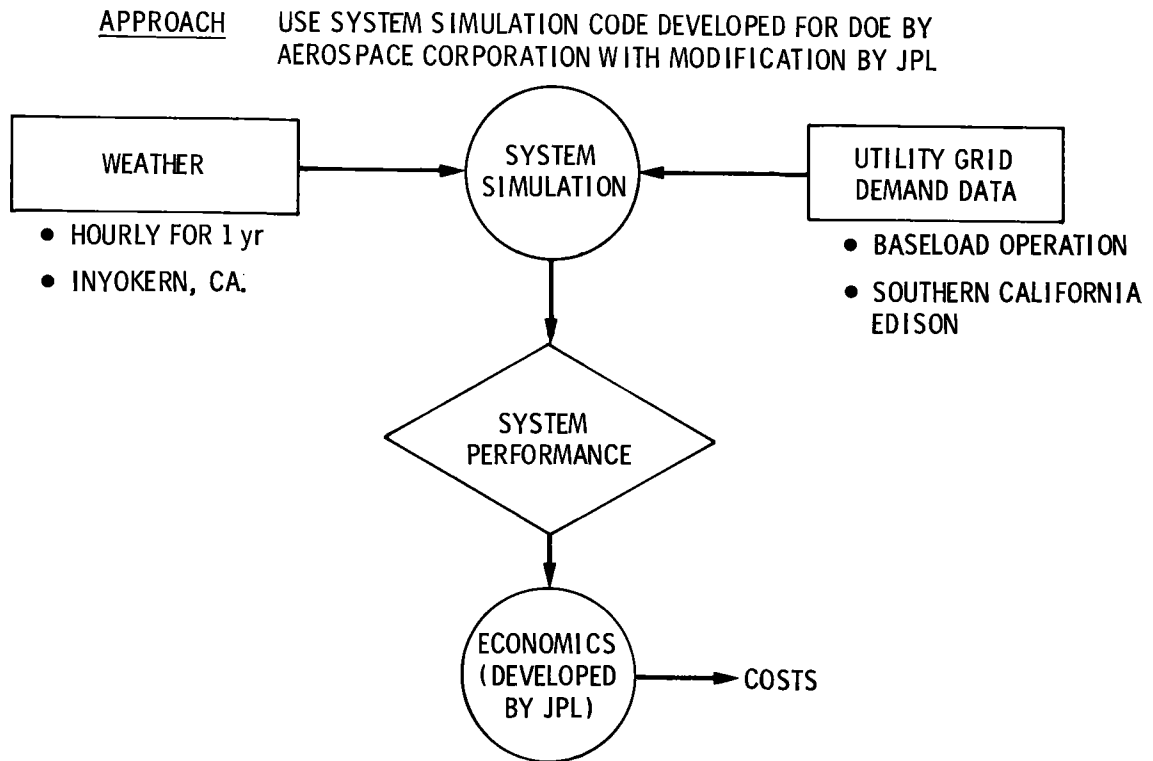 APPROACH USE SYSTEM SIMULATION CODE DEVELOPED FOR DOE BY
AEROSPACE CORPORATION WITH MODIFICATION BY JPL
WEATHER
• HOURLY FOR 1 yr
• INYOKERN, CA.
SYSTEM
SIMULATION
UTILITY GRID
DEMAND DATA
• BASELOAD OPERATION
• SOUTHERN CALIFORNIA
EDISON
SYSTEM
PERFORMANCE
ECONOMICS
(DEVELOPED
BY JPL)
COSTS